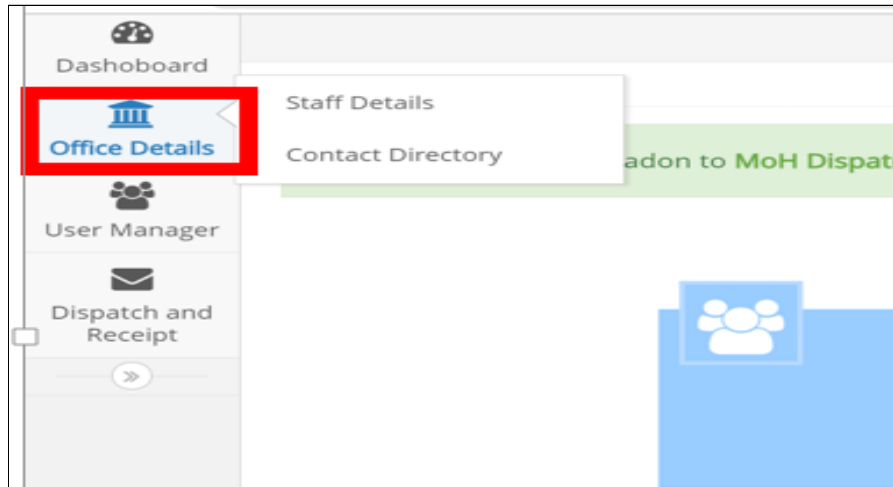 Dashoboard
Office Details
Staff Details
Contact Directory
adon to MoH Dispat
User Manager
Dispatch and
Receipt